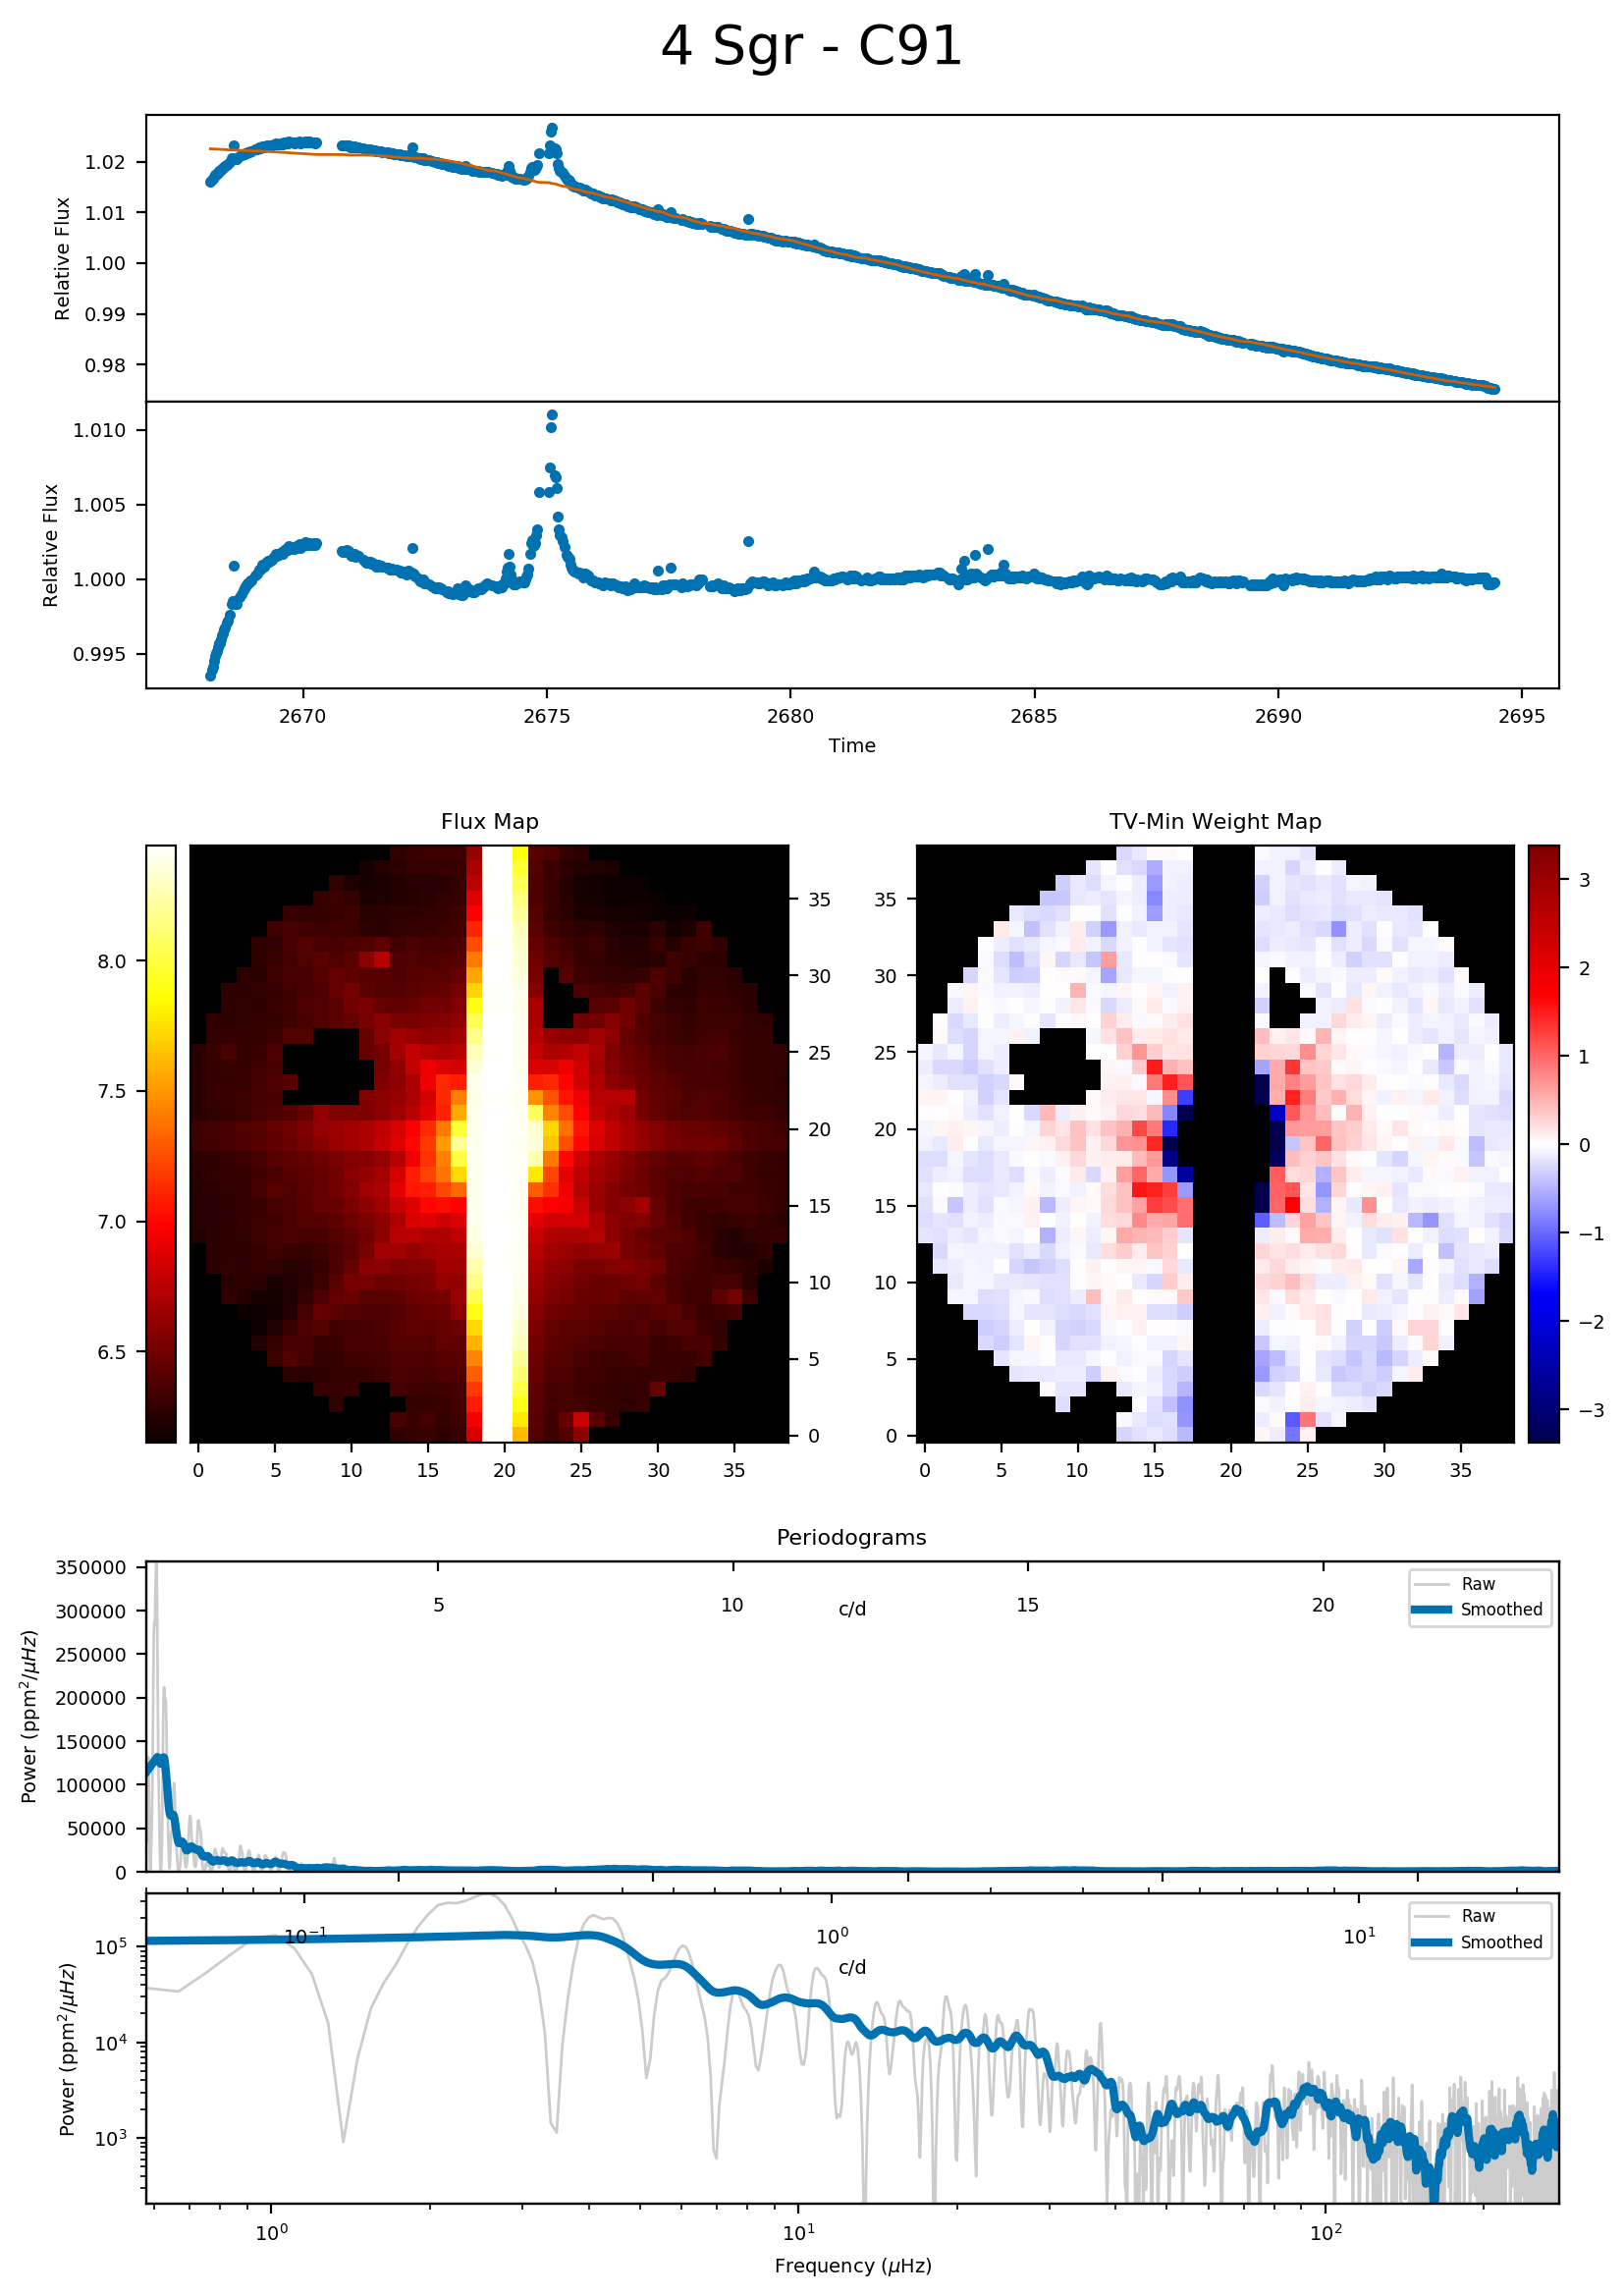 4 Sgr - C91
1.02
1.01
1.00
0.99
0.98
Relative Flux
1.010
1.005
1.000
0.995
Relative Flux
2670 2675 2680 2685 2690 2695
Time
Flux Map
8.0
7.5
7.0
6.5
35
30
25
20
15
10
5
0
0 5 10 15 20 25 30 35
TV-Min Weight Map
35
30
25
20
15
10
5
0
0 5 10 15 20 25 30 35
3
2
1
0
−1
−2
−3
Periodograms
350000
300000
250000
200000
150000
100000
50000
0
Power (ppm²/μHz)
5 10 15 20
c/d
Raw
Smoothed
10⁻¹ 10⁰ 10¹
c/d
Raw
Smoothed
10⁵
10⁴
10³
Power (ppm²/μHz)
10⁰ 10¹ 10²
Frequency (μHz)